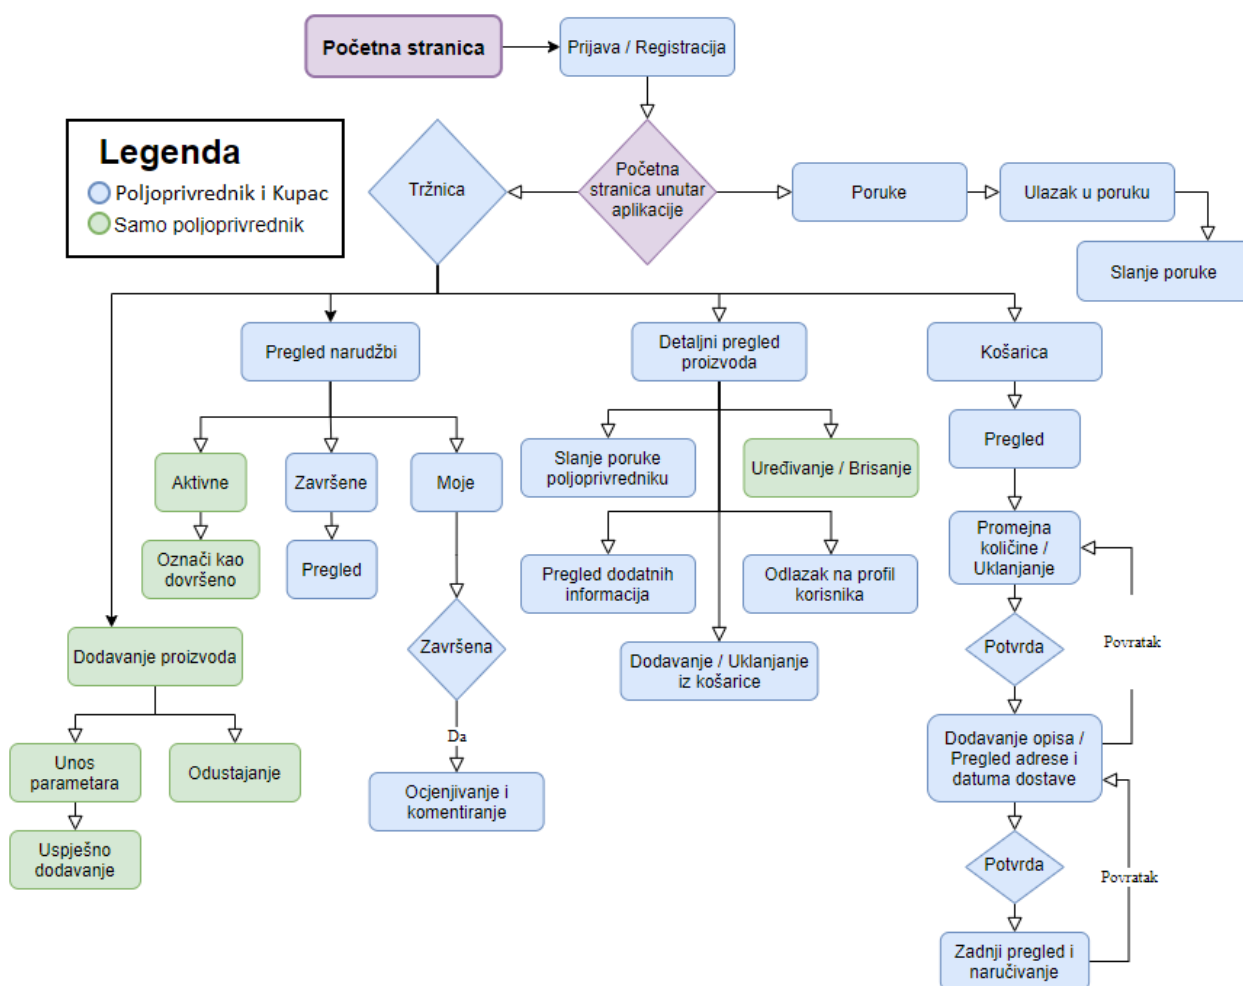 Početna stranica
Prijava / Registracija
Legenda
Poljoprivrednik i Kupac
Samo poljoprivrednik
Tržnica
Početna
stranica unutar
aplikacije
Poruke
Ulazak u poruku
Slanje poruke
Pregled narudžbi
Detaljni pregled
proizvoda
Košarica
Aktivne
Završene
Moje
Slanje poruke
poljoprivredniku
Uređivanje / Brisanje
Pregled
Označi kao
dovršeno
Pregled
Pregled dodatnih
informacija
Odlazak na profil
korisnika
Promejna
količine /
Uklanjanje
Dodavanje proizvoda
Završena
Dodavanje / Uklanjanje
iz košarice
Potvrda
Povratak
Unos
parametara
Odustajanje
Da
Dodavanje opisa /
Pregled adrese i
datuma dostave
Uspješno
dodavanje
Ocjenjivanje i
komentiranje
Potvrda
Povratak
Zadnji pregled i
naručivanje